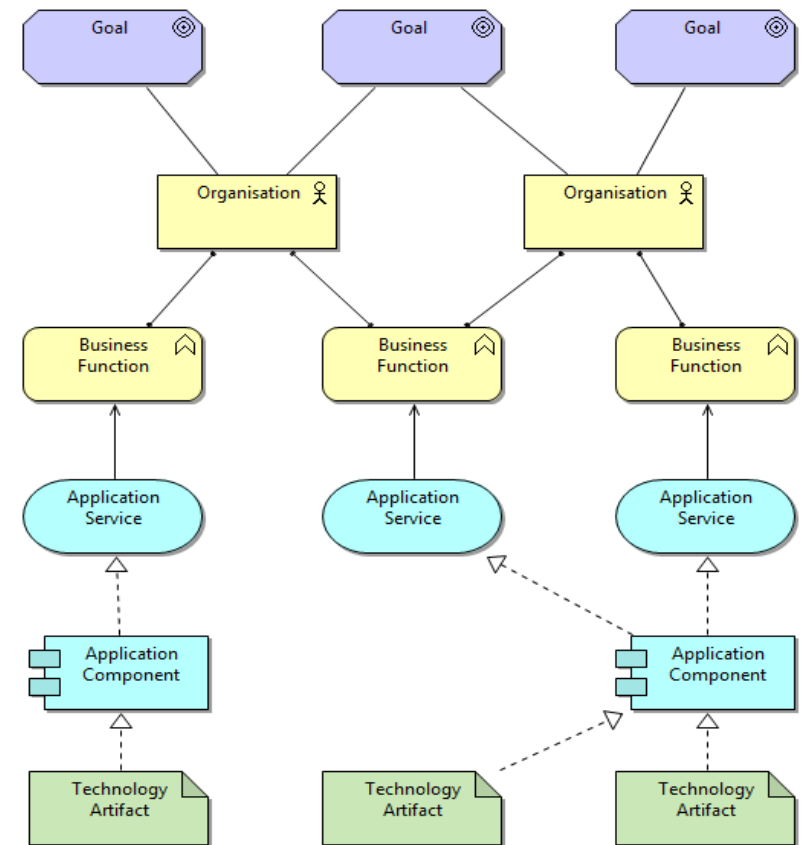 Goal
Goal
Goal
Organisation
Organisation
Business
Function
Business
Function
Business
Function
Application
Service
Application
Service
Application
Service
Application
Component
Application
Component
Technology
Artifact
Technology
Artifact
Technology
Artifact